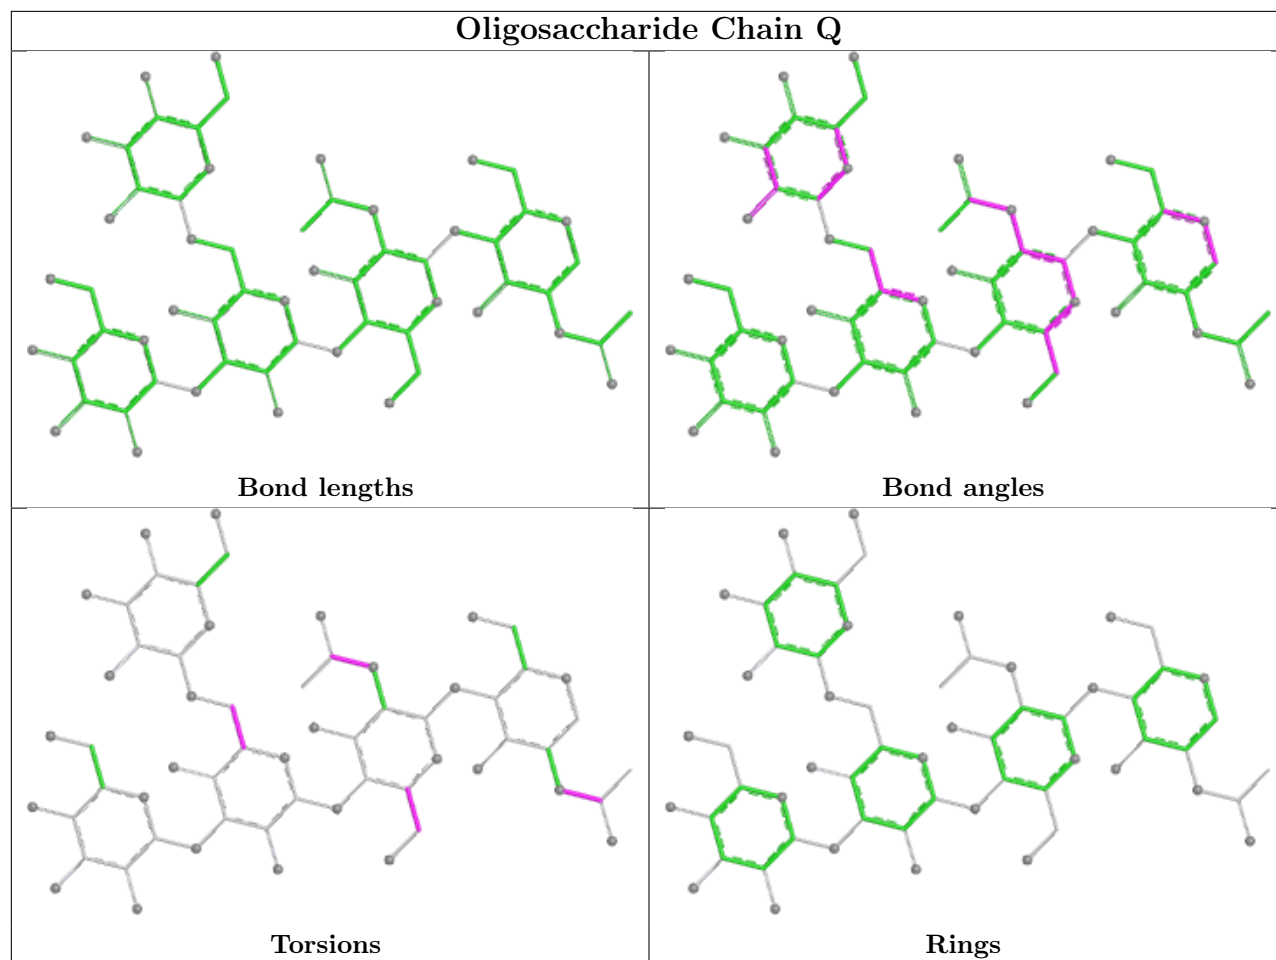 Oligosaccharide Chain Q
Bond lengths
Bond angles
Torsions
Rings